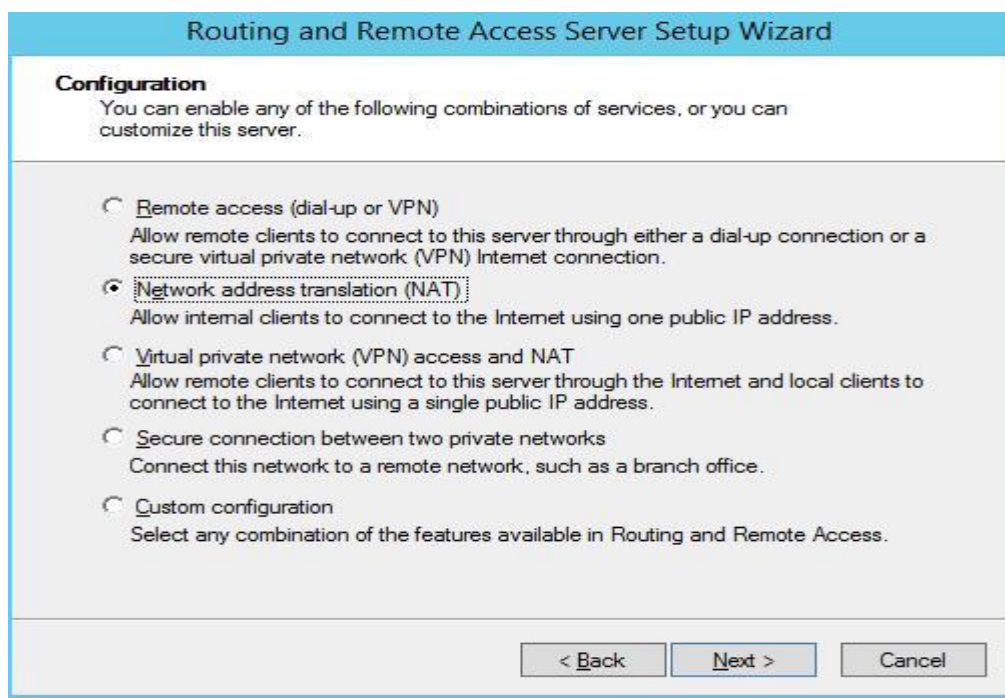 Routing and Remote Access Server Setup Wizard
Configuration
You can enable any of the following combinations of services, or you can
customize this server.
Remote access (dial-up or VPN)
Allow remote clients to connect to this server through either a dial-up connection or a
secure virtual private network (VPN) Internet connection.
Network address translation (NAT)
Allow internal clients to connect to the Internet using one public IP address.
Virtual private network (VPN) access and NAT
Allow remote clients to connect to this server through the Internet and local clients to
connect to the Internet using a single public IP address.
Secure connection between two private networks
Connect this network to a remote network, such as a branch office.
Custom configuration
Select any combination of the features available in Routing and Remote Access.
< Back Next > Cancel